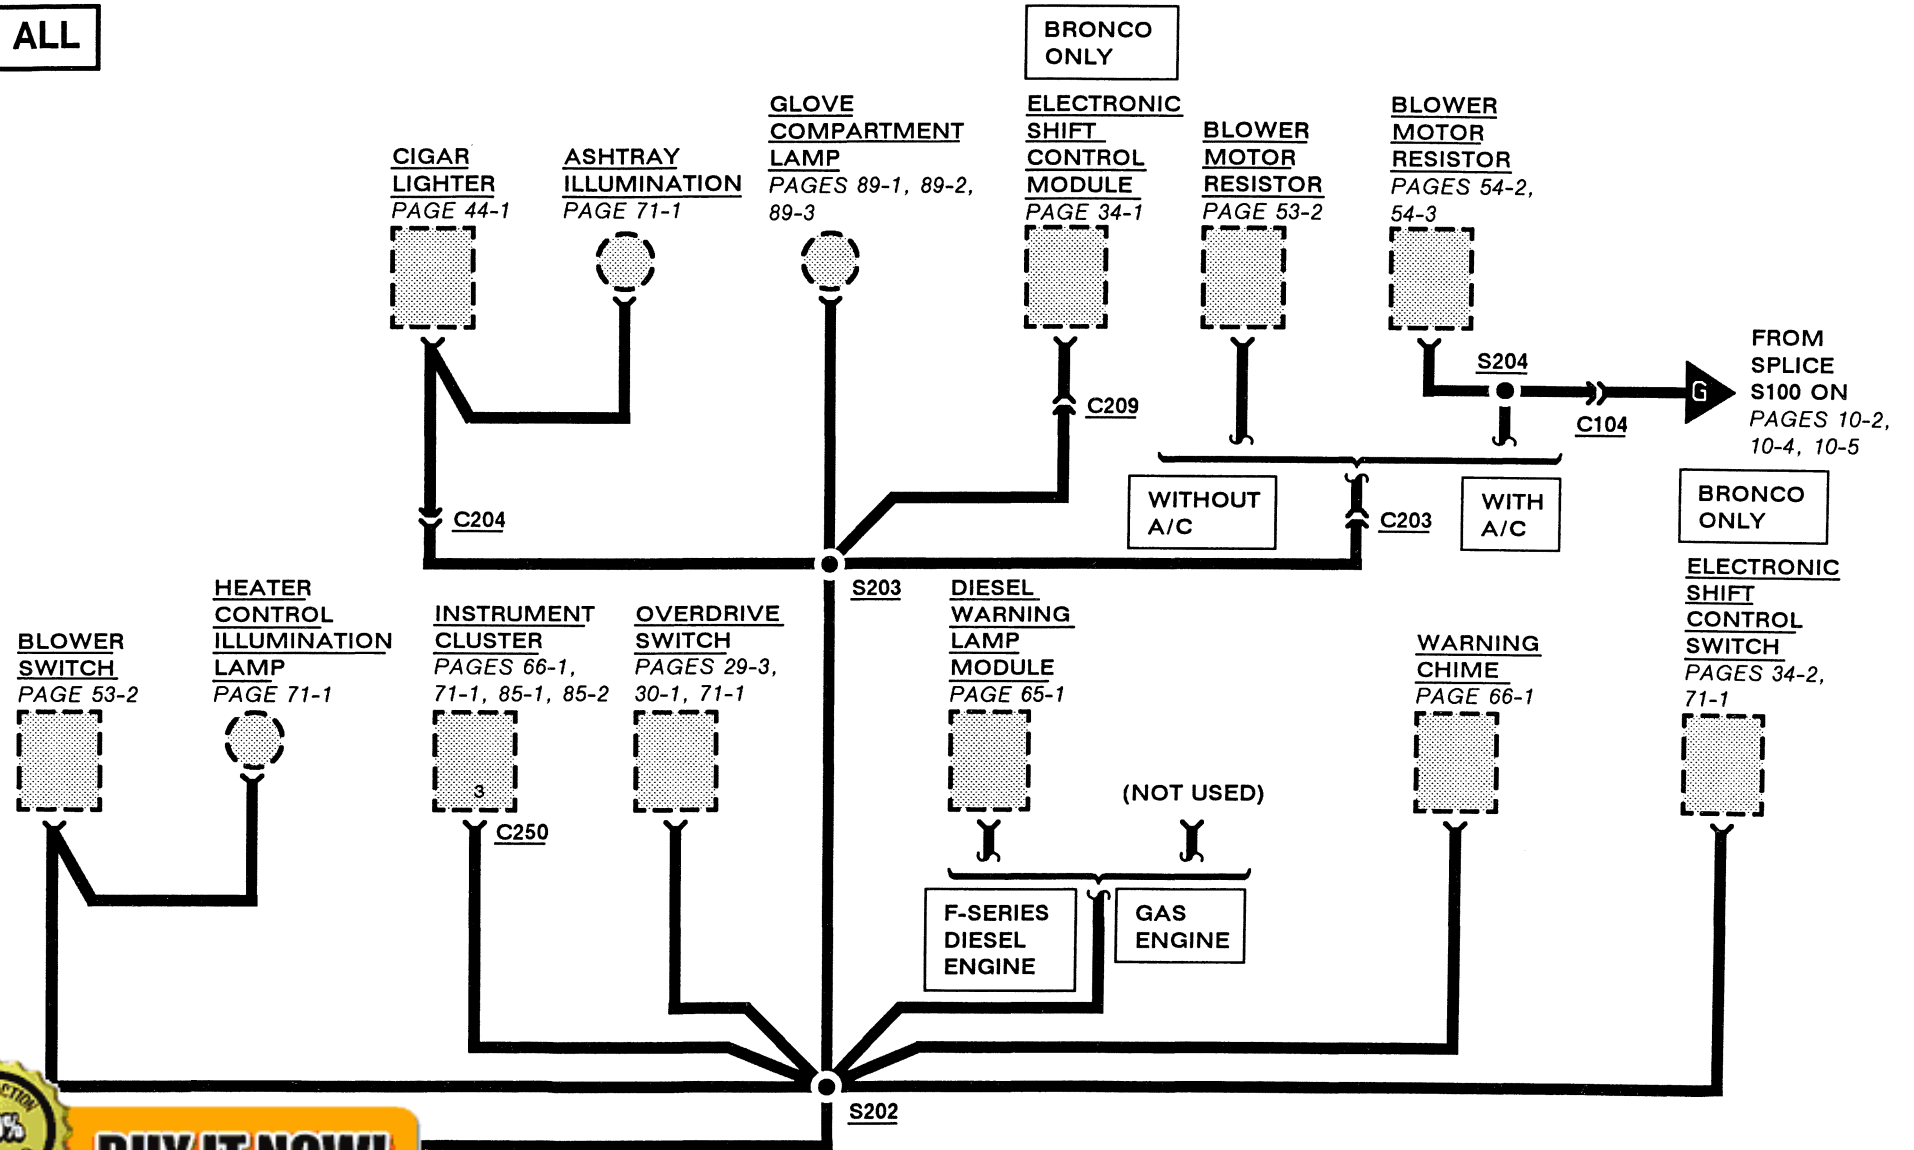 ALL
BRONCO
ONLY
CIGAR
LIGHTER
PAGE 44-1
ASHTRAY
ILLUMINATION
PAGE 71-1
GLOVE
COMPARTMENT
LAMP
PAGES 89-1, 89-2,
89-3
ELECTRONIC
SHIFT
CONTROL
MODULE
PAGE 34-1
BLOWER
MOTOR
RESISTOR
PAGE 53-2
BLOWER
MOTOR
RESISTOR
PAGES 54-2,
54-3
S204
C209
C104
G
FROM
SPLICE
S100 ON
PAGES 10-2,
10-4, 10-5
C204
WITHOUT
A/C
C203
WITH
A/C
BRONCO
ONLY
S203
BLOWER
SWITCH
PAGE 53-2
HEATER
CONTROL
ILLUMINATION
LAMP
PAGE 71-1
INSTRUMENT
CLUSTER
PAGES 66-1,
71-1, 85-1, 85-2
3
C250
OVERDRIVE
SWITCH
PAGES 29-3,
30-1, 71-1
DIESEL
WARNING
LAMP
MODULE
PAGE 65-1
(NOT USED)
WARNING
CHIME
PAGE 66-1
ELECTRONIC
SHIFT
CONTROL
SWITCH
PAGES 34-2,
71-1
F-SERIES
DIESEL
ENGINE
GAS
ENGINE
S202
BUY IT NOW!